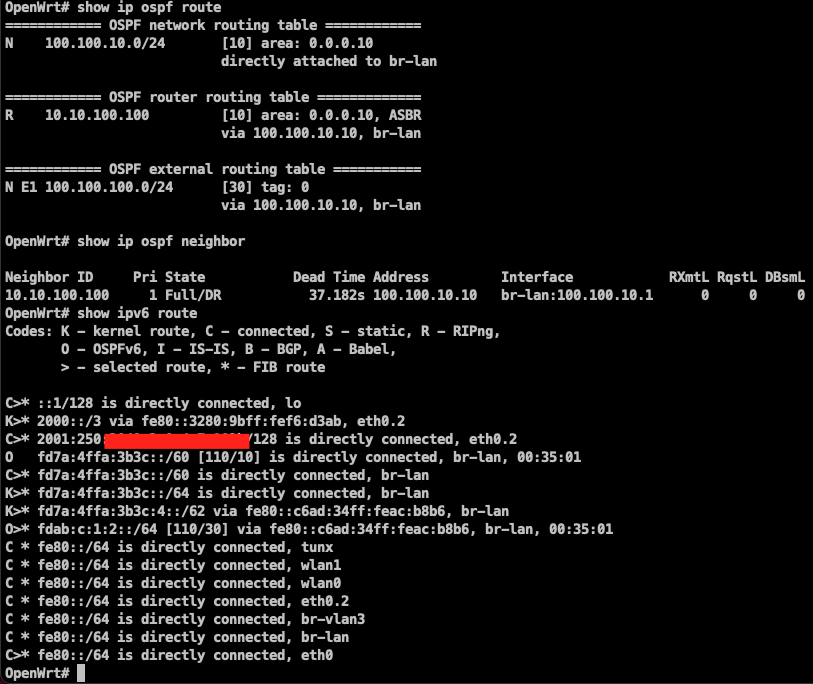 OpenWrt# show ip ospf route
============ OSPF network routing table ============
N    100.100.10.0/24       [10] area: 0.0.0.10
                           directly attached to br-lan

============ OSPF router routing table =============
R    10.10.100.100         [10] area: 0.0.0.10, ASBR
                           via 100.100.10.10, br-lan

============ OSPF external routing table ===========
N E1 100.100.100.0/24      [30] tag: 0
                           via 100.100.10.10, br-lan

OpenWrt# show ip ospf neighbor

Neighbor ID     Pri State           Dead Time Address         Interface            RXmtL RqstL DBsmL
10.10.100.100     1 Full/DR           37.182s 100.100.10.10   br-lan:100.100.10.1      0     0     0
OpenWrt# show ipv6 route
Codes: K - kernel route, C - connected, S - static, R - RIPng,
       O - OSPFv6, I - IS-IS, B - BGP, A - Babel,
       > - selected route, * - FIB route

C>* ::1/128 is directly connected, lo
K>* 2000::/3 via fe80::3280:9bff:fef6:d3ab, eth0.2
C>* 2001:250: /128 is directly connected, eth0.2
O   fd7a:4ffa:3b3c::/60 [110/10] is directly connected, br-lan, 00:35:01
C>* fd7a:4ffa:3b3c::/60 is directly connected, br-lan
K>* fd7a:4ffa:3b3c::/64 is directly connected, br-lan
K>* fd7a:4ffa:3b3c:4::/62 via fe80::c6ad:34ff:feac:b8b6, br-lan
O>* fdab:c:1:2::/64 [110/30] via fe80::c6ad:34ff:feac:b8b6, br-lan, 00:35:01
C * fe80::/64 is directly connected, tunx
C * fe80::/64 is directly connected, wlan1
C * fe80::/64 is directly connected, wlan0
C * fe80::/64 is directly connected, eth0.2
C * fe80::/64 is directly connected, br-vlan3
C * fe80::/64 is directly connected, br-lan
C>* fe80::/64 is directly connected, eth0
OpenWrt#